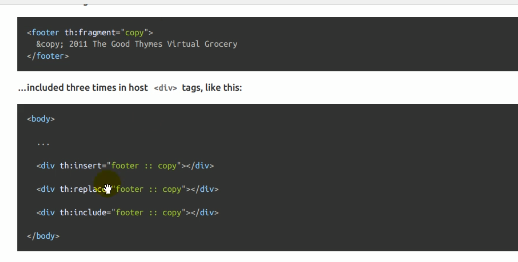 <footer th:fragment="copy">
&copy; 2011 The Good Thymes Virtual Grocery
</footer>
...included three times in host <div> tags, like this:
<body>
...
<div th:insert="footer :: copy"></div>
<div th:replace="footer :: copy"></div>
<div th:include="footer :: copy"></div>
</body>